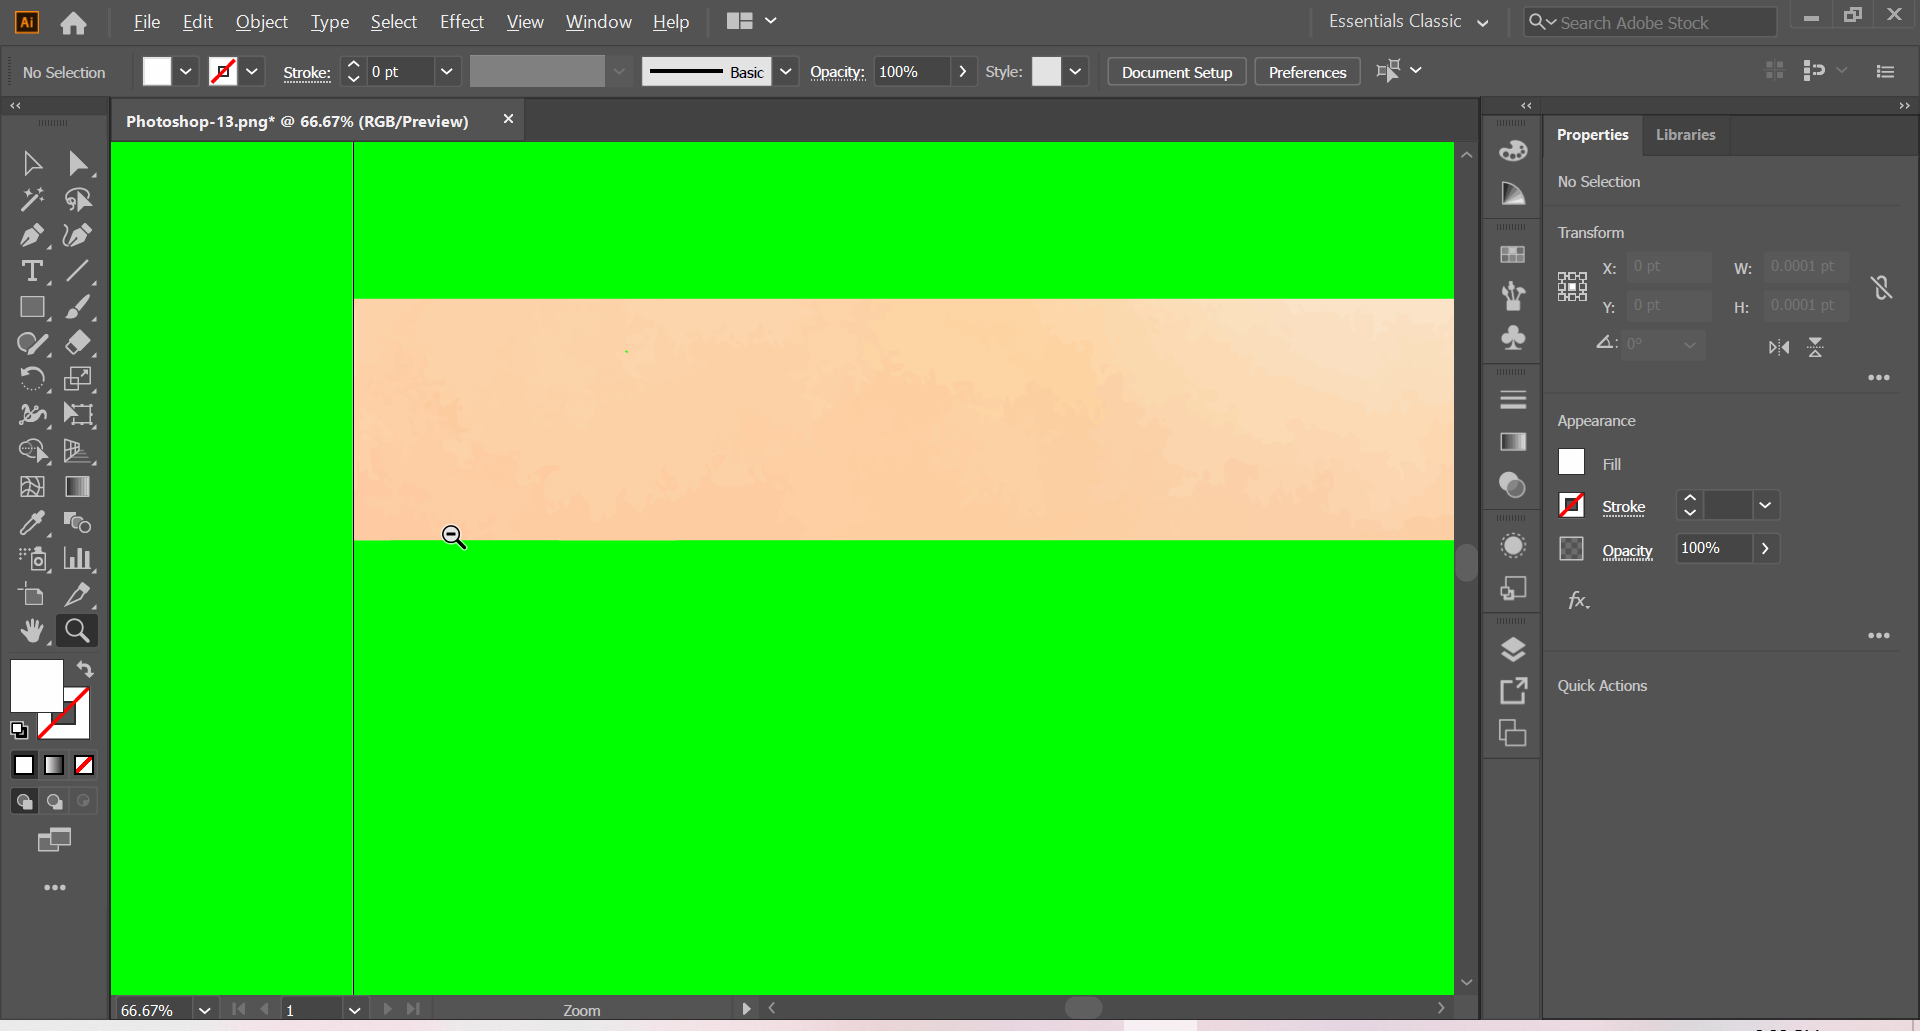 Ai File Edit Object Type Select Effect View Window Help Essentials Classic Search Adobe Stock
No Selection Stroke: 0 pt Basic Opacity: 100% Style: Document Setup Preferences
Photoshop-13.png* @ 66.67% (RGB/Preview)
Properties Libraries
No Selection
Transform
X: 0 pt W: 0.0001 pt
Y: 0 pt H: 0.0001 pt
0°
Appearance
Fill
Stroke
Opacity 100%
fx
Quick Actions
66.67% 1 Zoom